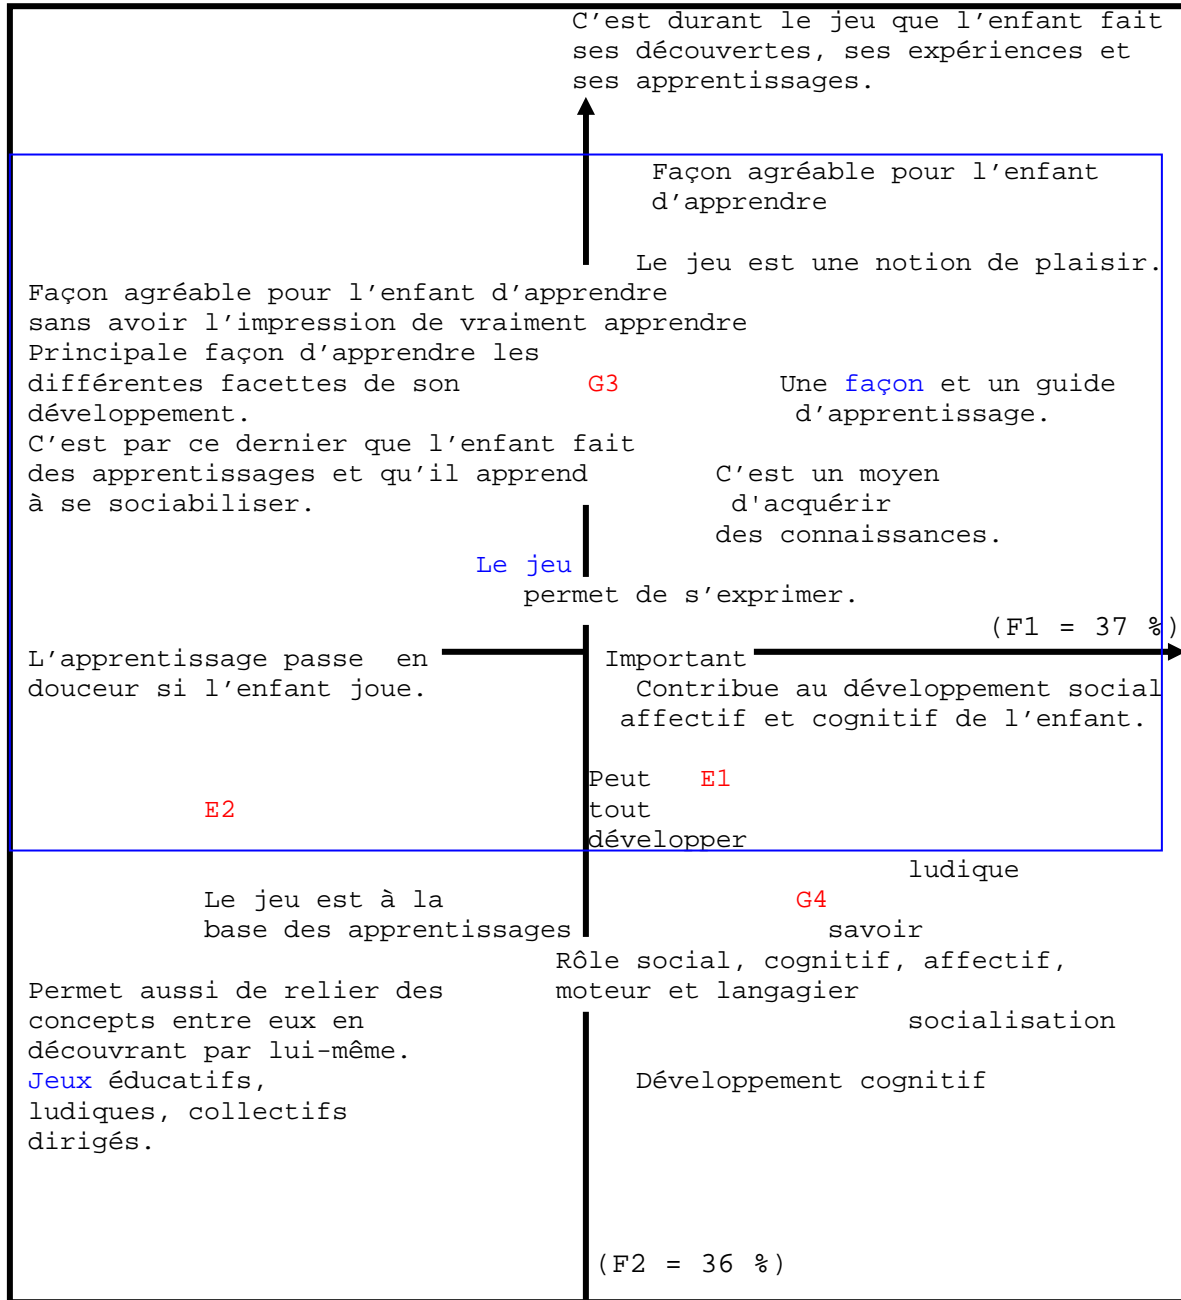 C'est durant le jeu que l'enfant fait
ses découvertes, ses expériences et
ses apprentissages.
Façon agréable pour l'enfant
d'apprendre
Le jeu est une notion de plaisir.
Façon agréable pour l'enfant d'apprendre
sans avoir l'impression de vraiment apprendre
Principale façon d'apprendre les
différentes facettes de son
développement.
G3
Une façon et un guide
d'apprentissage.
C'est par ce dernier que l'enfant fait
des apprentissages et qu'il apprend
à se sociabiliser.
C'est un moyen
d'acquérir
des connaissances.
Le jeu
permet de s'exprimer.
(F1 = 37 %)
L'apprentissage passe en
douceur si l'enfant joue.
Important
Contribue au développement social
affectif et cognitif de l'enfant.
Peut
tout
développer
E1
E2
ludique
Le jeu est à la
base des apprentissages
G4
savoir
Rôle social, cognitif, affectif,
moteur et langagier
Permet aussi de relier des
concepts entre eux en
découvrant par lui-même.
socialisation
Jeux éducatifs,
ludiques, collectifs
dirigés.
Développement cognitif
(F2 = 36 %)